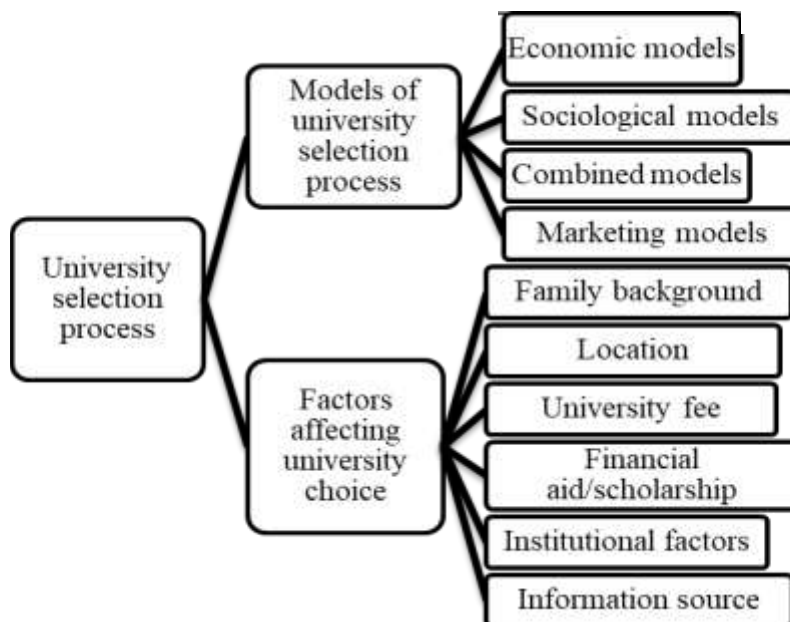 University
selection
process
Models of
university
selection
process
Economic models
Sociological models
Combined models
Marketing models
Factors
affecting
university
choice
Family background
Location
University fee
Financial
aid/scholarship
Institutional factors
Information source